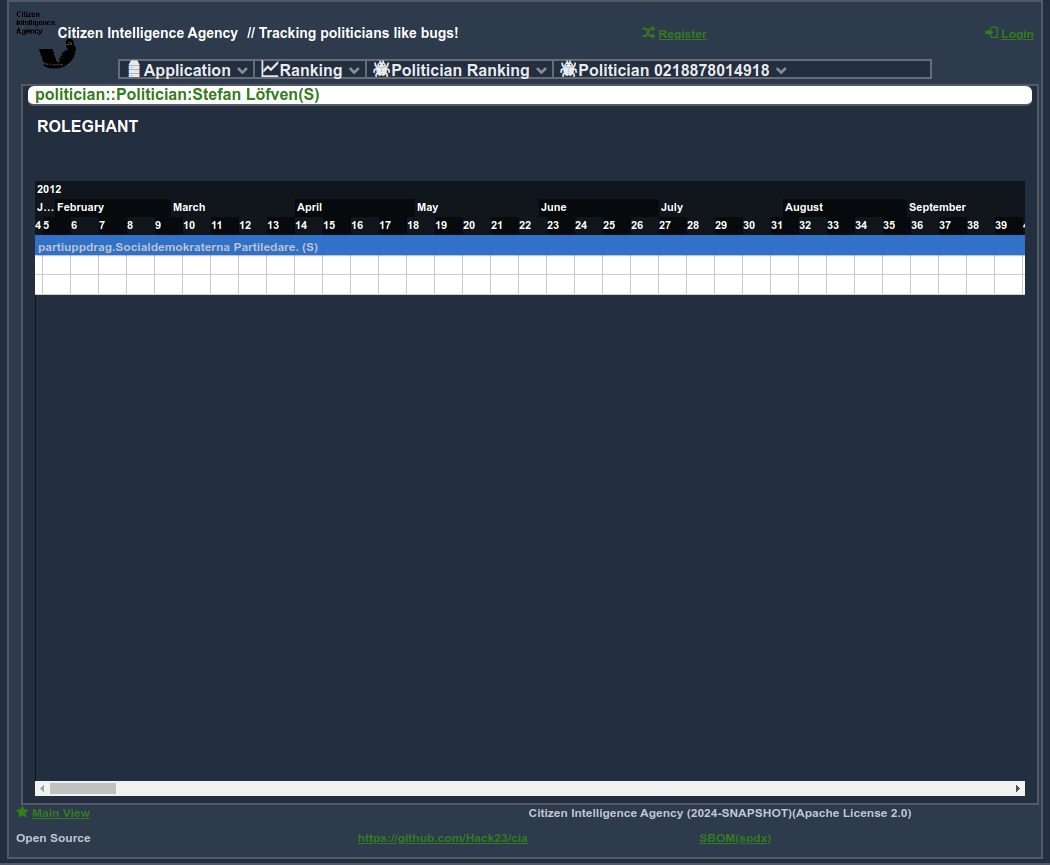 Citizen
Intelligence
Agency
Citizen Intelligence Agency // Tracking politicians like bugs!
Register
Login
Application
Ranking
Politician Ranking
Politician 0218878014918
politician::Politician:Stefan Löfven(S)
ROLEGHANT
2012
J... February March April May June July August September
4 5 6 7 8 9 10 11 12 13 14 15 16 17 18 19 20 21 22 23 24 25 26 27 28 29 30 31 32 33 34 35 36 37 38 39
partiuppdrag.Socialdemokraterna Partiledare. (S)
Main View
Citizen Intelligence Agency (2024-SNAPSHOT)(Apache License 2.0)
Open Source
https://github.com/Hack23/cia
SBOM(spdx)